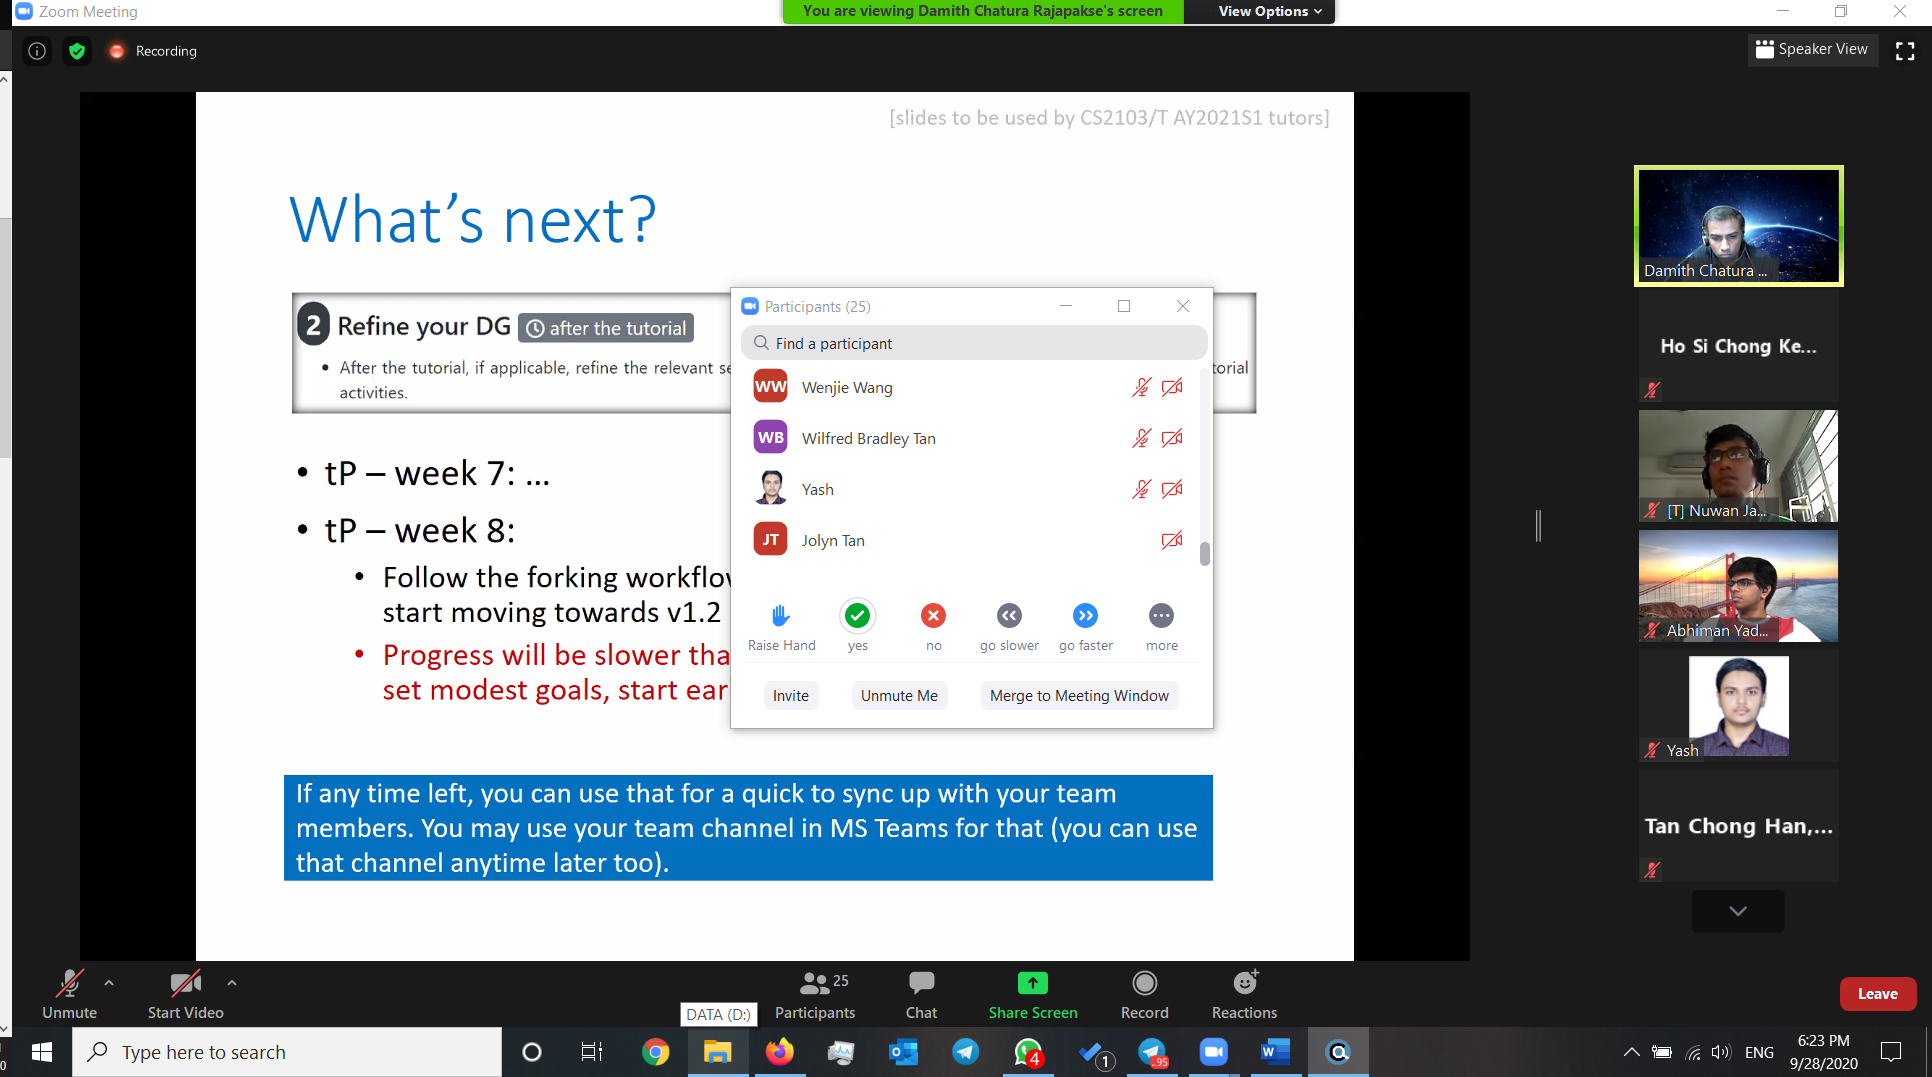 Zoom Meeting
You are viewing Damith Chatura Rajapakse's screen
View Options
Recording
Speaker View
[slides to be used by CS2103/T AY2021S1 tutors]
What's next?
2 Refine your DG after the tutorial
• After the tutorial, if applicable, refine the relevant se
torial
activities.
• tP – week 7: ...
• tP – week 8:
• Follow the forking workflow
start moving towards v1.2
• Progress will be slower tha
set modest goals, start ear
If any time left, you can use that for a quick to sync up with your team
members. You may use your team channel in MS Teams for that (you can use
that channel anytime later too).
Participants (25)
Find a participant
WW Wenjie Wang
WB Wilfred Bradley Tan
Yash
JT Jolyn Tan
Raise Hand yes no go slower go faster more
Invite Unmute Me Merge to Meeting Window
Damith Chatura ...
Ho Si Chong Ke...
[T] Nuwan Ja...
Abhiman Yad...
Yash
Tan Chong Han,...
Unmute Start Video
25
Participants Chat Share Screen Record Reactions
Leave
DATA (D:)
Type here to search
4
1
95
ENG
6:23 PM
9/28/2020